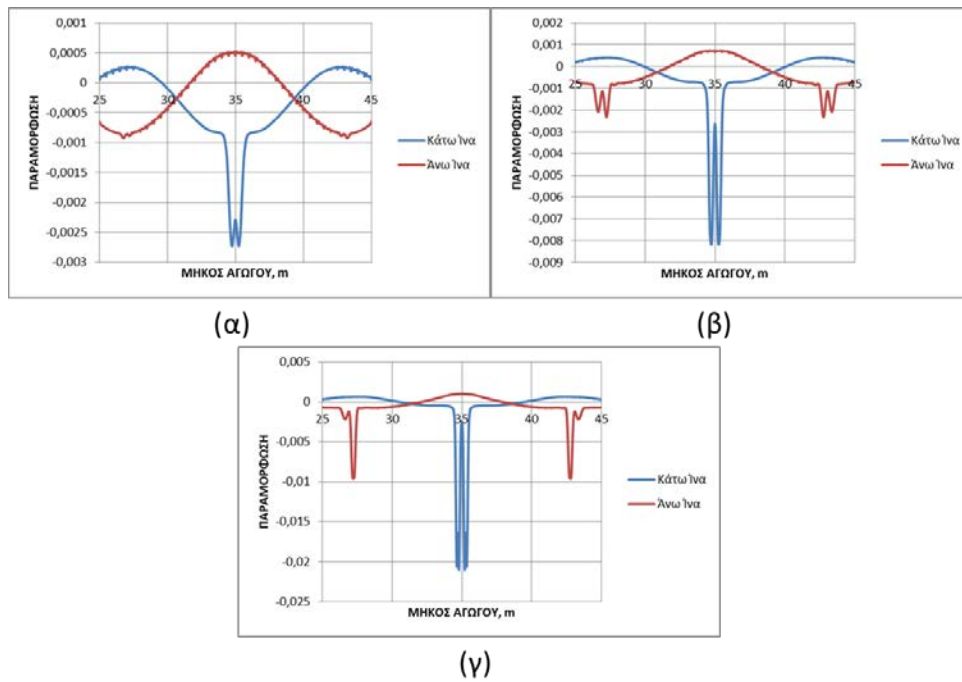 0,001
0,0005
0
-0,0005
-0,001
-0,0015
-0,002
-0,0025
-0,003
25 30 35 40 45
ΠΑΡΑΜΟΡΦΩΣΗ
ΜΗΚΟΣ ΑΓΩΓΟΥ, m
Κάτω Ίνα
Άνω Ίνα
(α)
0,002
0,001
0
-0,001
-0,002
-0,003
-0,004
-0,005
-0,006
-0,007
-0,008
-0,009
25 30 35 40 45
ΠΑΡΑΜΟΡΦΩΣΗ
ΜΗΚΟΣ ΑΓΩΓΟΥ, m
Κάτω Ίνα
Άνω Ίνα
(β)
0,005
0
-0,005
-0,01
-0,015
-0,02
-0,025
25 30 35 40 45
ΠΑΡΑΜΟΡΦΩΣΗ
ΜΗΚΟΣ ΑΓΩΓΟΥ, m
Κάτω Ίνα
Άνω Ίνα
(γ)